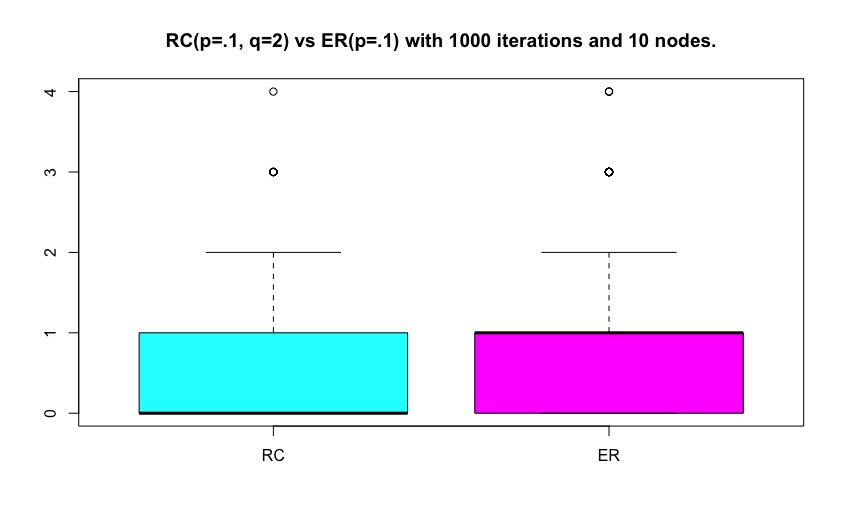 RC(p=.1, q=2) vs ER(p=.1) with 1000 iterations and 10 nodes.
4
3
2
1
0
RC ER